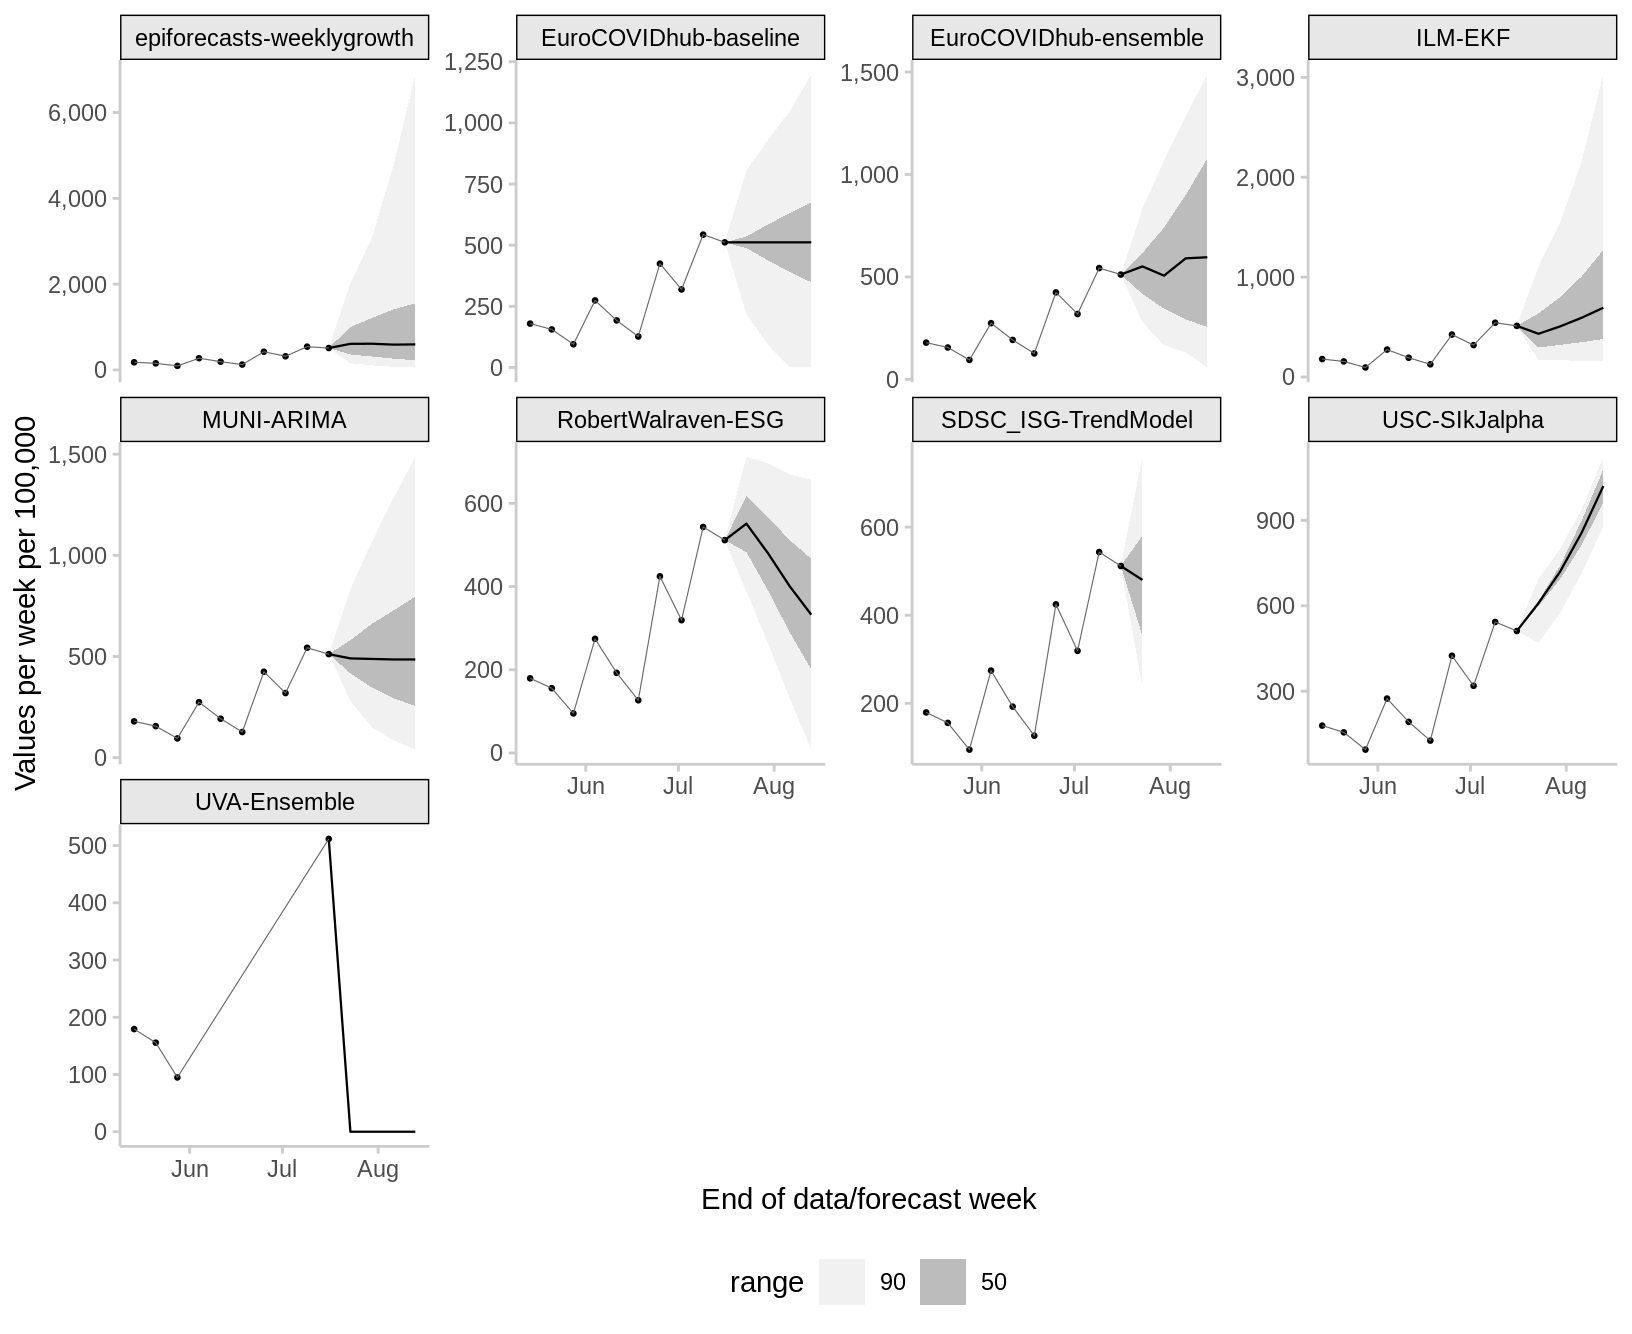 epiforecasts-weeklygrowth
EuroCOVIDhub-baseline
EuroCOVIDhub-ensemble
ILM-EKF
6,000
4,000
2,000
0
1,250
1,000
750
500
250
0
1,500
1,000
500
0
3,000
2,000
1,000
0
MUNI-ARIMA
RobertWalraven-ESG
SDSC_ISG-TrendModel
USC-SIkJalpha
1,500
1,000
500
0
600
400
200
0
600
400
200
900
600
300
Jun Jul Aug
Jun Jul Aug
Jun Jul Aug
Values per week per 100,000
UVA-Ensemble
500
400
300
200
100
0
Jun Jul Aug
End of data/forecast week
range 90 50